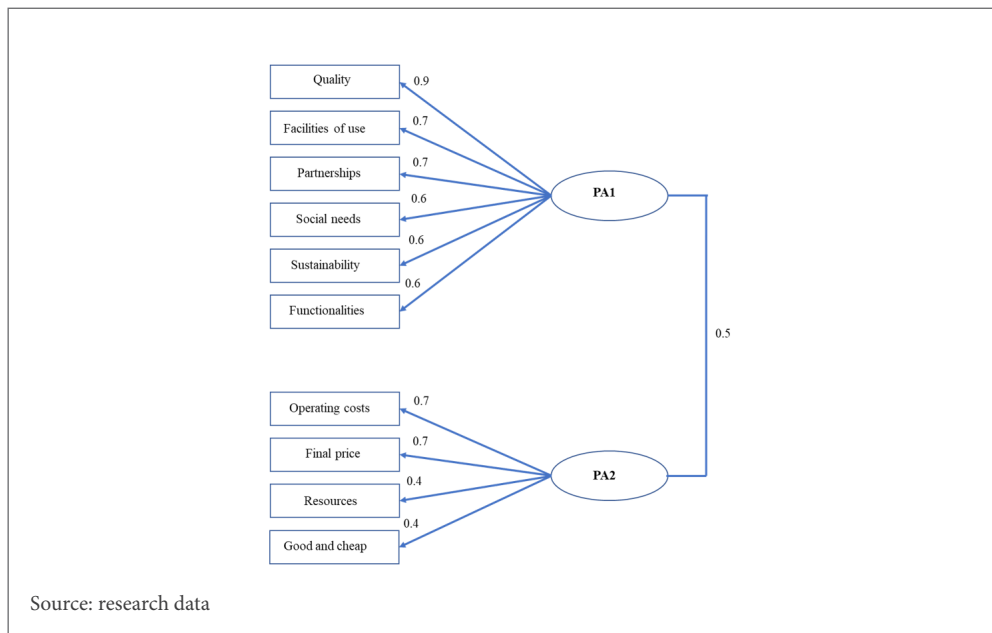 Quality
0.9
Facilities of use
0.7
Partnerships
0.7
PA1
Social needs
0.6
Sustainability
0.6
Functionalities
0.6
0.5
Operating costs
0.7
Final price
0.7
PA2
Resources
0.4
Good and cheap
0.4
Source: research data